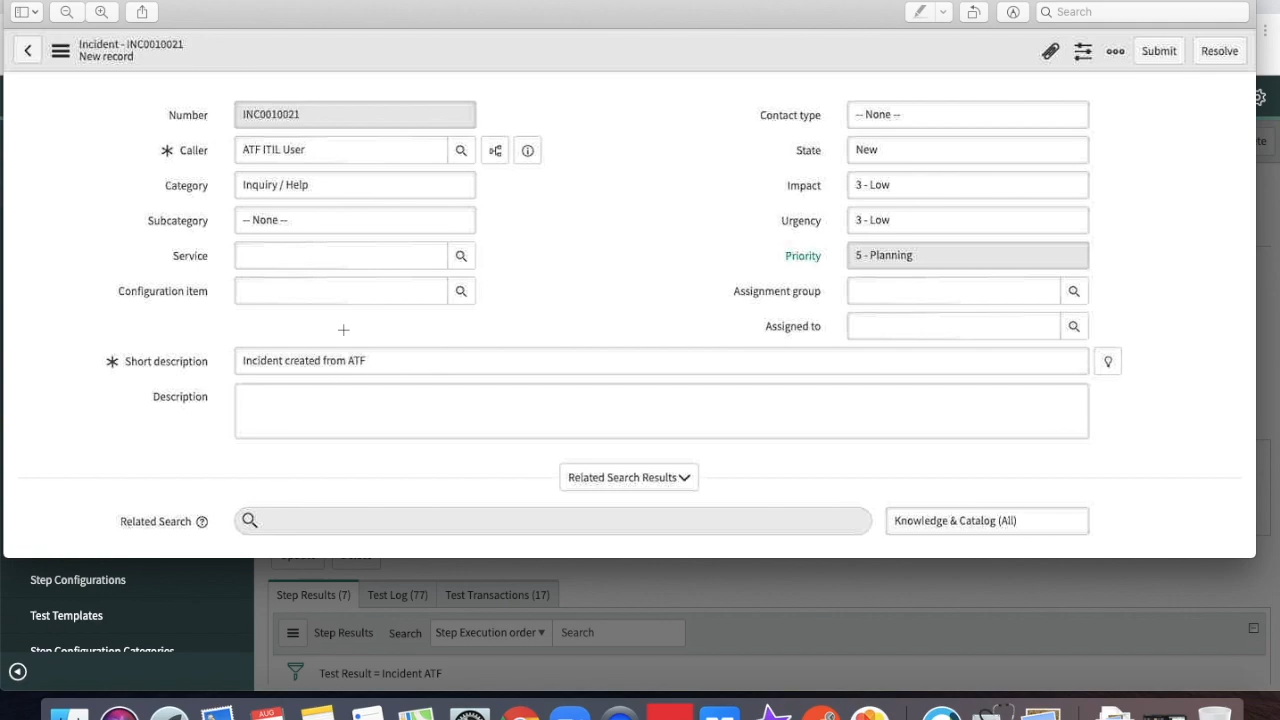 Search
Incident - INC0010021
New record
Submit
Resolve
Number
INC0010021
Contact type
-- None --
Caller
ATF ITIL User
State
New
Category
Inquiry / Help
Impact
3 - Low
Subcategory
-- None --
Urgency
3 - Low
Service
Priority
5 - Planning
Configuration item
Assignment group
Assigned to
Short description
Incident created from ATF
Description
Related Search Results
Related Search
Knowledge & Catalog (All)
Step Configurations
Test Templates
Step Configuration Categories
Step Results (7)
Test Log (77)
Test Transactions (17)
Step Results
Search
Step Execution order
Search
Test Result = Incident ATF
AUG